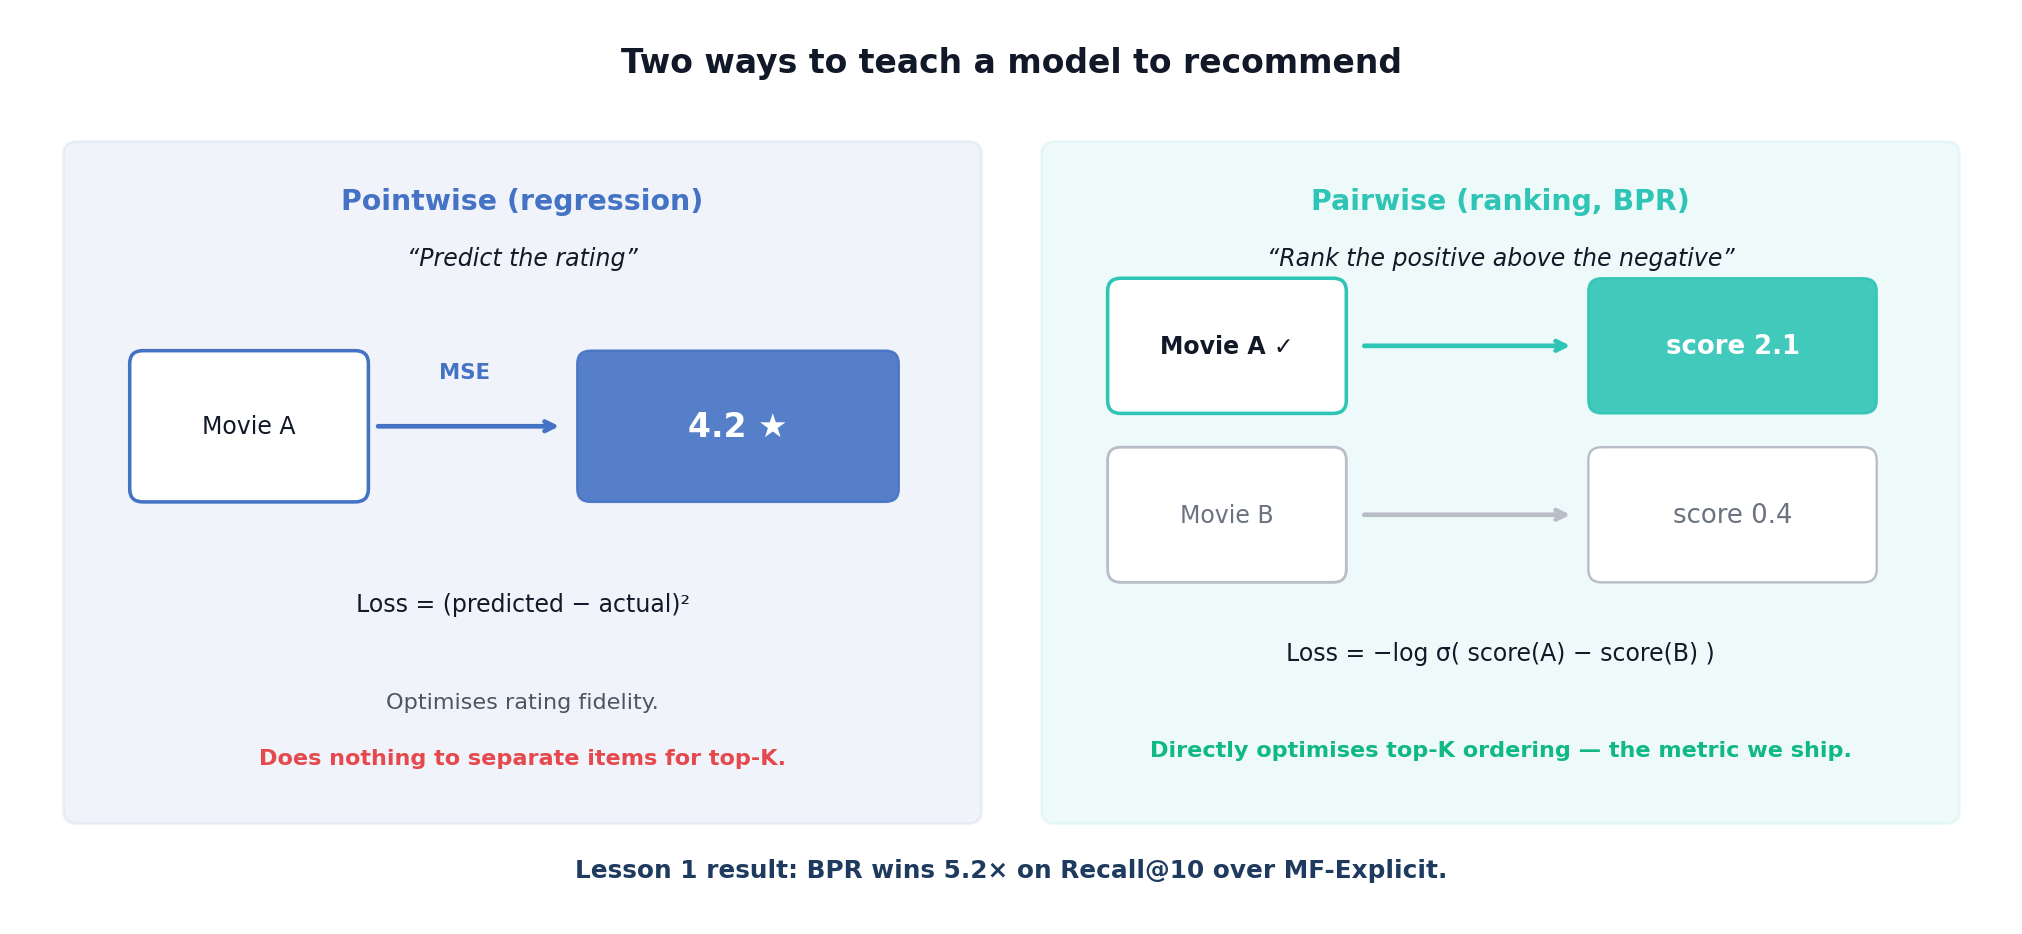 Two ways to teach a model to recommend
Pointwise (regression)
“Predict the rating”
Movie A
MSE
4.2 ★
Loss = (predicted − actual)²
Optimises rating fidelity.
Does nothing to separate items for top-K.
Pairwise (ranking, BPR)
“Rank the positive above the negative”
Movie A ✓
score 2.1
Movie B
score 0.4
Loss = −log σ( score(A) − score(B) )
Directly optimises top-K ordering — the metric we ship.
Lesson 1 result: BPR wins 5.2× on Recall@10 over MF-Explicit.